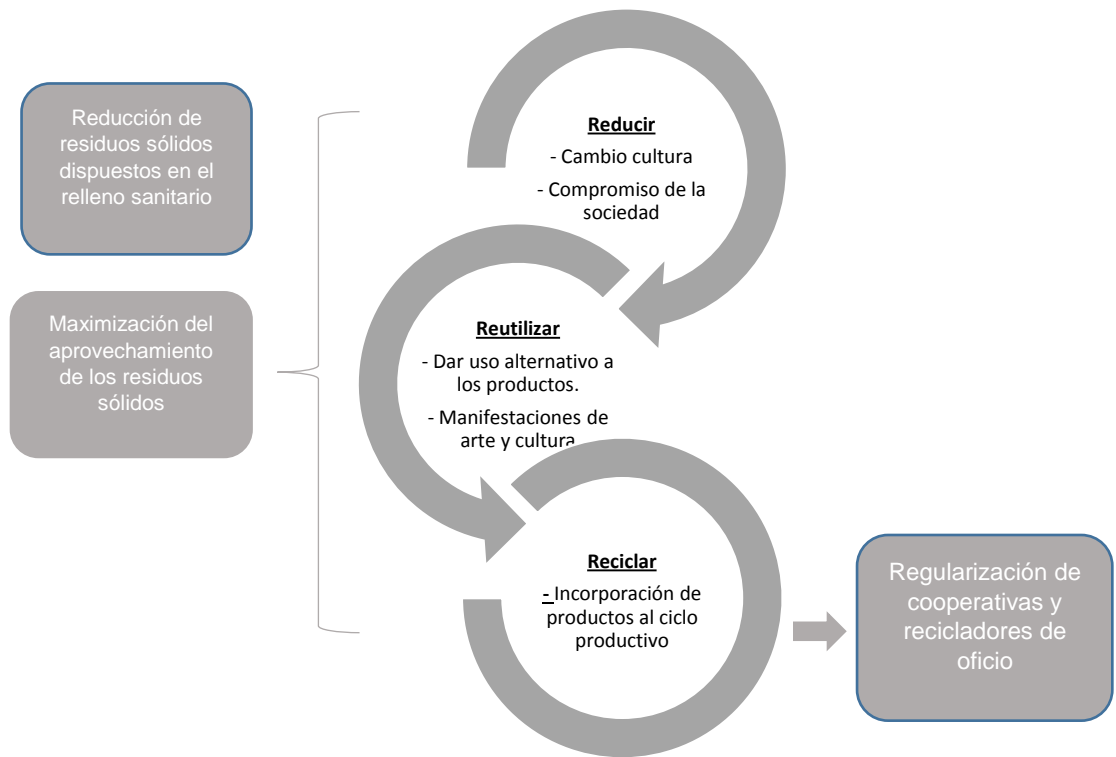 Reducción de
residuos sólidos
dispuestos en el
relleno sanitario
Maximización del
aprovechamiento
de los residuos
sólidos
Reducir
- Cambio cultura
- Compromiso de la
sociedad
Reutilizar
- Dar uso alternativo a
los productos.
- Manifestaciones de
arte y cultura
Reciclar
- Incorporación de
productos al ciclo
productivo
Regularización de
cooperativas y
recicladores de
oficio